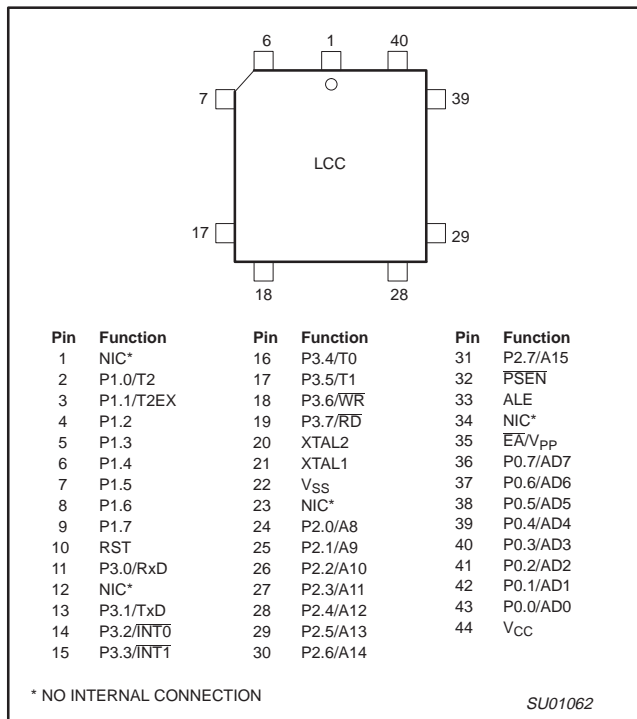 6 1 40
7 39
LCC
17 29
18 28
Pin Function
1 NIC*
2 P1.0/T2
3 P1.1/T2EX
4 P1.2
5 P1.3
6 P1.4
7 P1.5
8 P1.6
9 P1.7
10 RST
11 P3.0/RxD
12 NIC*
13 P3.1/TxD
14 P3.2/I̅N̅T̅0̅
15 P3.3/I̅N̅T̅1̅
Pin Function
16 P3.4/T0
17 P3.5/T1
18 P3.6/W̅R̅
19 P3.7/R̅D̅
20 XTAL2
21 XTAL1
22 VSS
23 NIC*
24 P2.0/A8
25 P2.1/A9
26 P2.2/A10
27 P2.3/A11
28 P2.4/A12
29 P2.5/A13
30 P2.6/A14
Pin Function
31 P2.7/A15
32 P̅S̅E̅N̅
33 ALE
34 NIC*
35 E̅A̅/VPP
36 P0.7/AD7
37 P0.6/AD6
38 P0.5/AD5
39 P0.4/AD4
40 P0.3/AD3
41 P0.2/AD2
42 P0.1/AD1
43 P0.0/AD0
44 VCC
* NO INTERNAL CONNECTION
SU01062